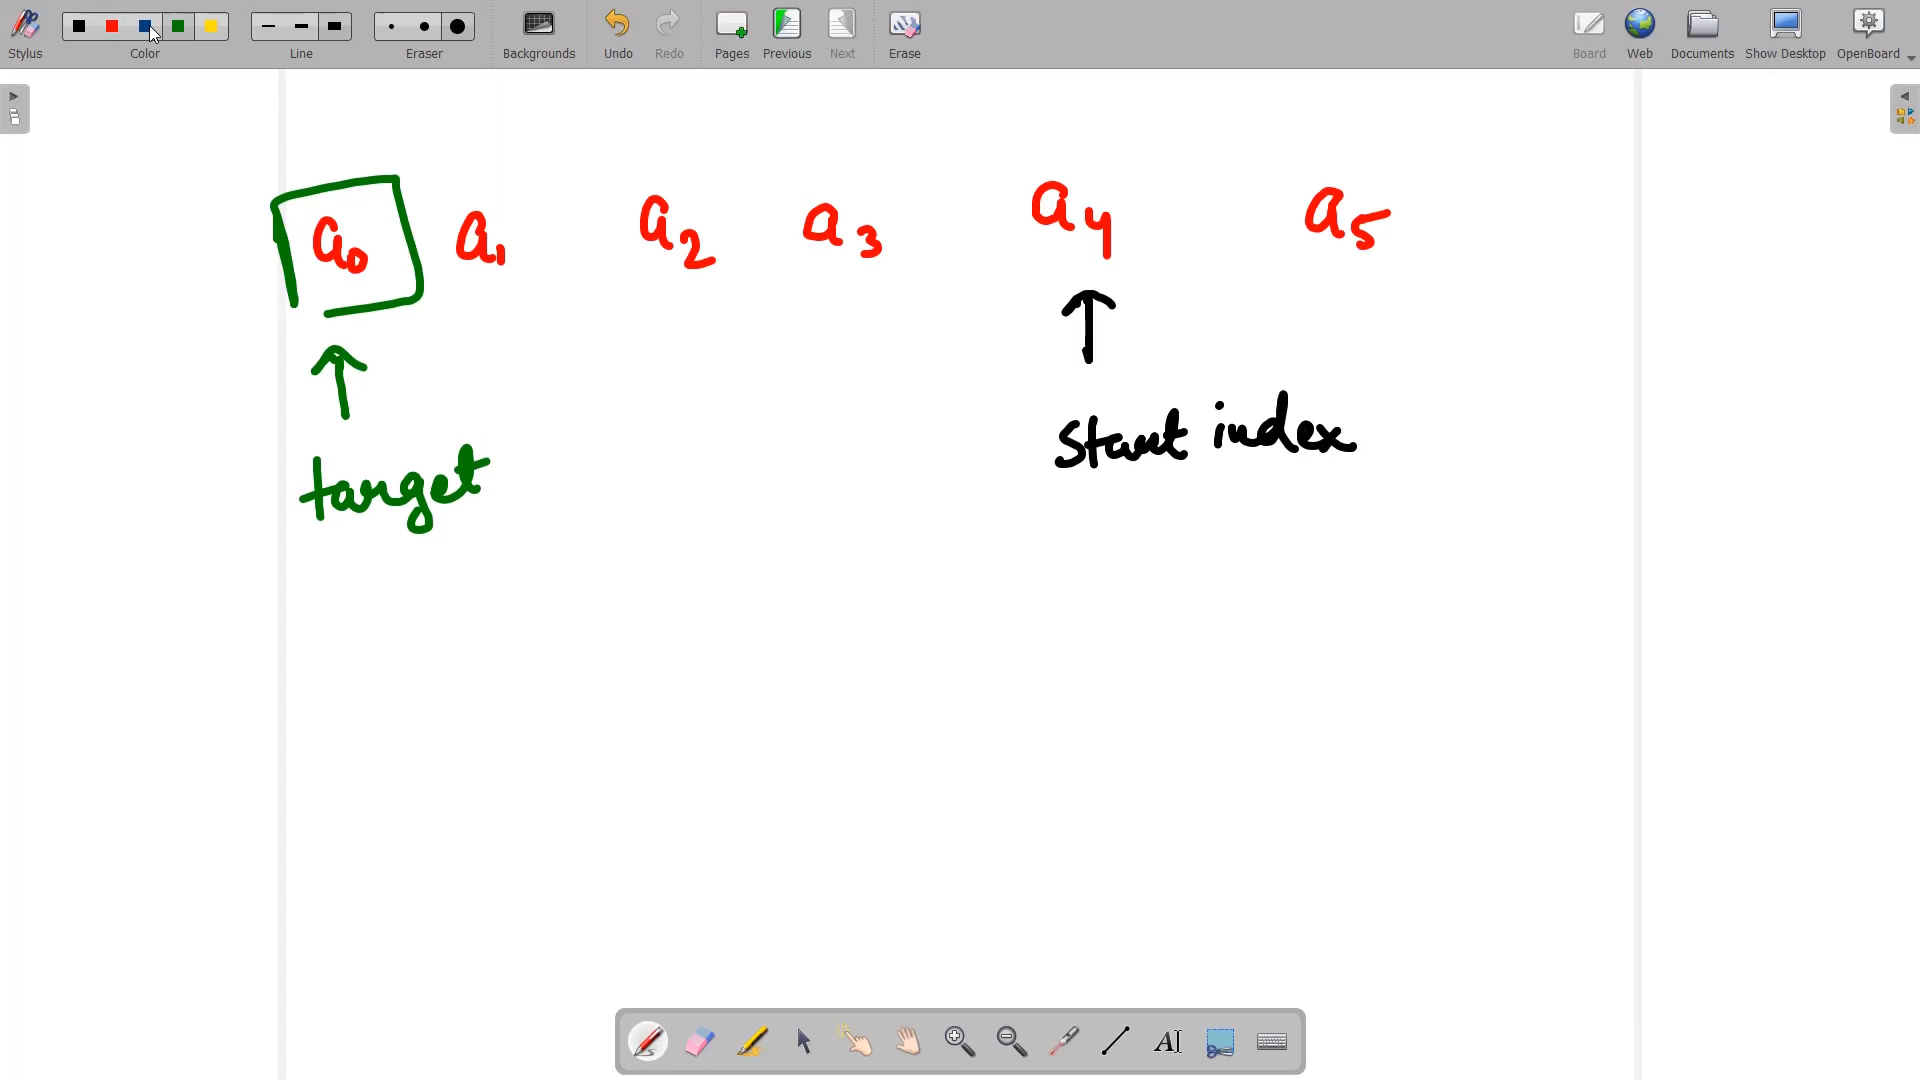 Stylus Color Line Eraser Backgrounds Undo Redo Pages Previous Next Erase Board Web Documents Show Desktop OpenBoard
a₀ a₁ a₂ a₃ a₄ a₅
start index
target
AI